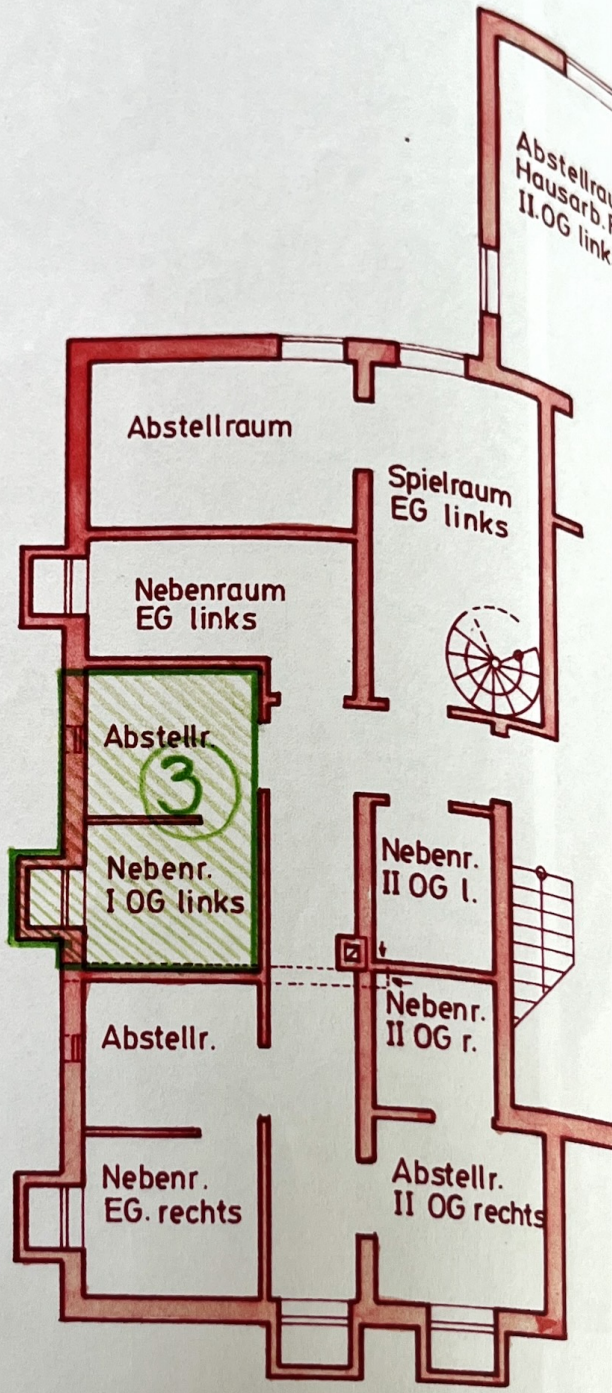 Abstellrau
Hausarb.
II.OG link
Abstellraum
Spielraum
EG links
Nebenraum
EG links
Abstellr.
3
Nebenr.
I OG links
Nebenr.
II OG l.
Nebenr.
II OG r.
Abstellr.
Nebenr.
EG. rechts
Abstellr.
II OG rechts